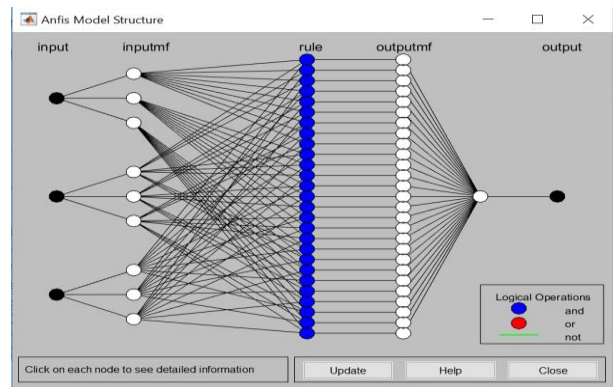 Anfis Model Structure
input inputmf rule outputmf output
Logical Operations
and
or
not
Click on each node to see detailed information
Update Help Close